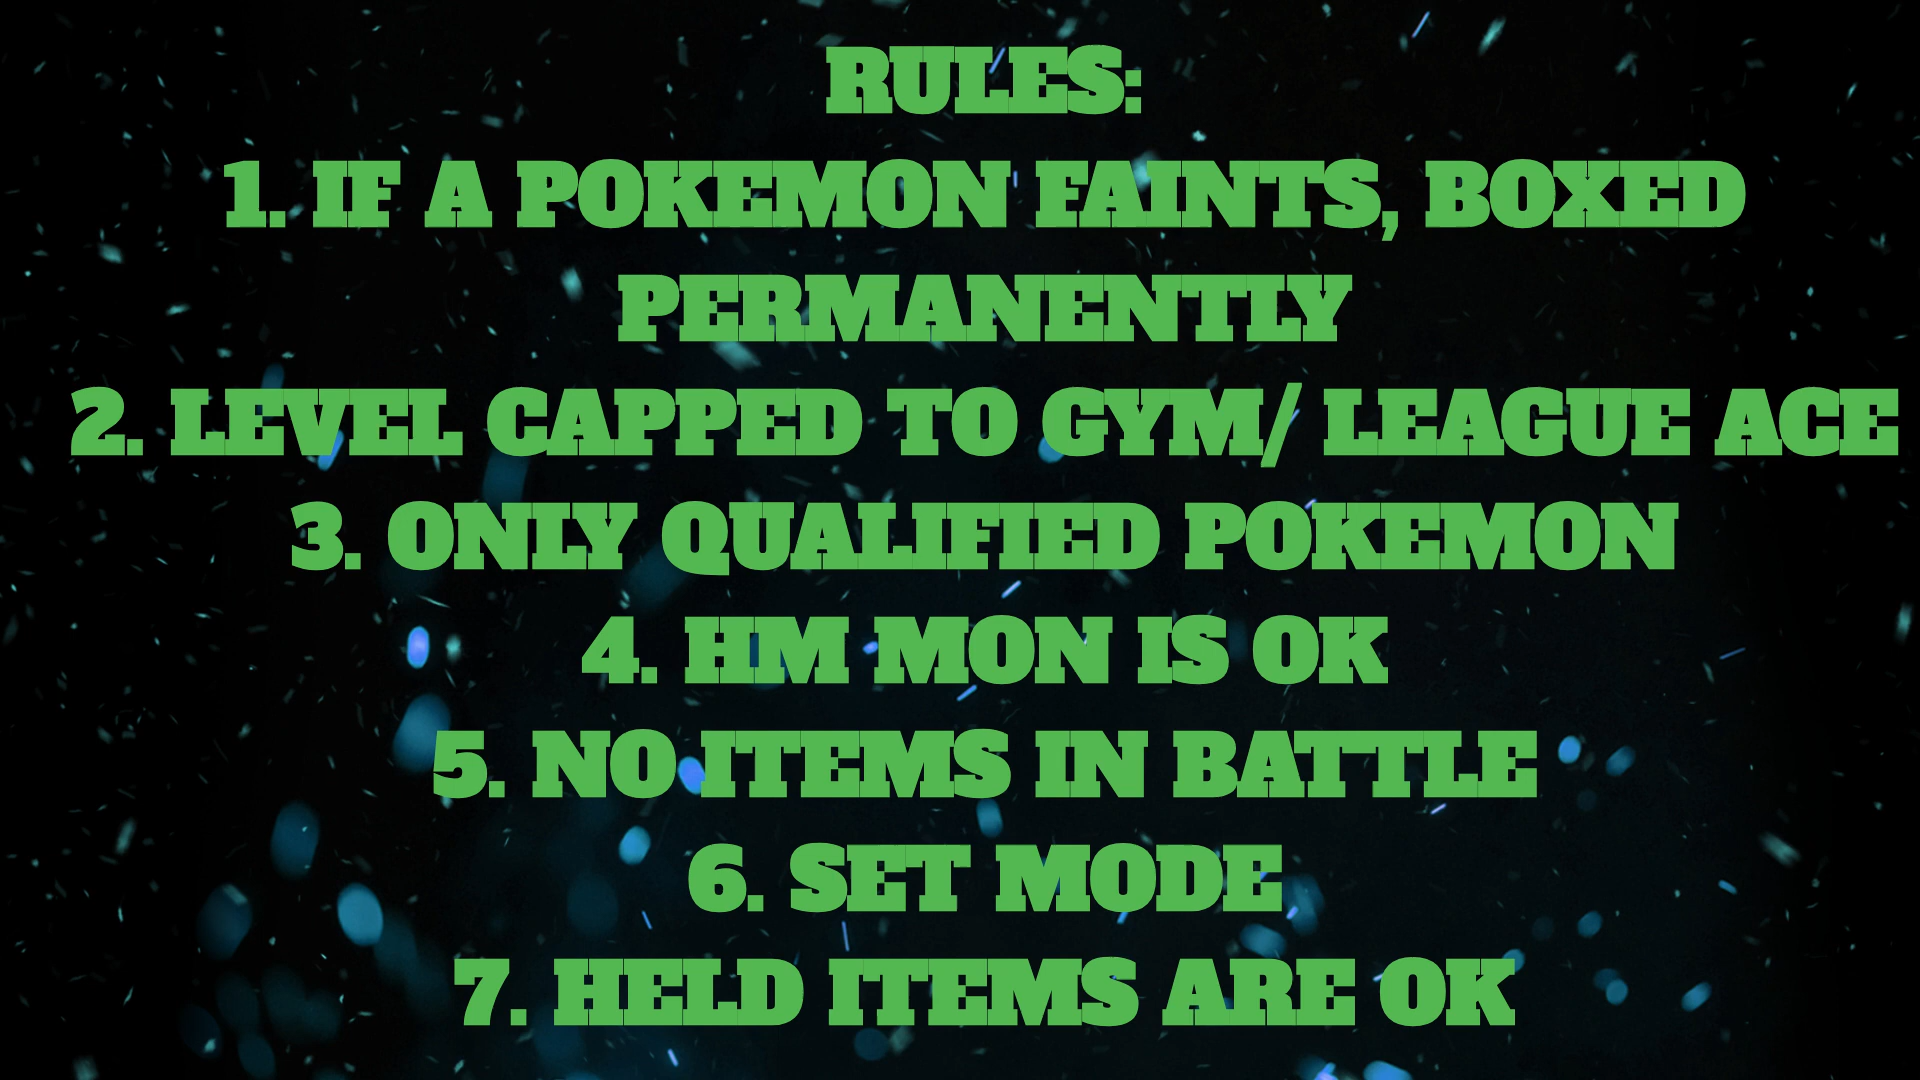 RULES:
1. IF A POKEMON FAINTS, BOXED
PERMANENTLY
2. LEVEL CAPPED TO GYM/ LEAGUE ACE
3. ONLY QUALIFIED POKEMON
4. HM MON IS OK
5. NO ITEMS IN BATTLE
6. SET MODE
7. HELD ITEMS ARE OK